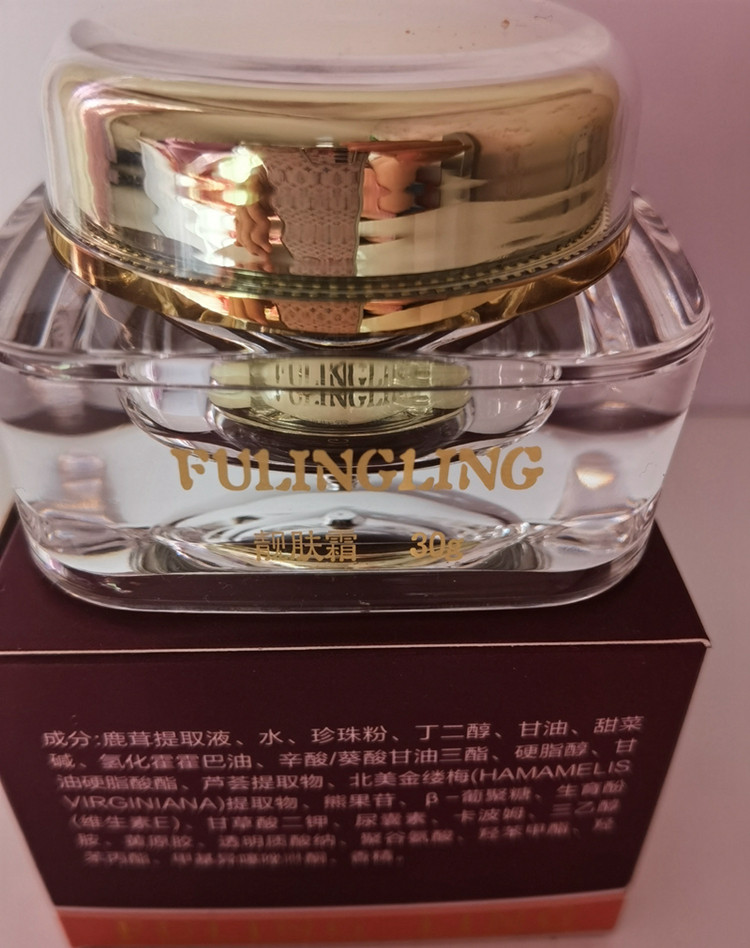 FULINGLING
靓肤霜 30g
成分:鹿茸提取液、水、珍珠粉、丁二醇、甘油、甜菜
碱、氢化霍霍巴油、辛酸/葵酸甘油三酯、硬脂醇、甘
油硬脂酸酯、芦荟提取物、北美金缕梅(HAMAMELIS
VIRGINIANA)提取物、熊果苷、β-葡聚糖、生育酚
(维生素E)、甘草酸二钾、尿囊素、卡波姆、三乙醇
胺、黄原胶、透明质酸钠、聚谷氨酸、羟苯甲酯、羟
苯丙酯、甲基异噻唑啉酮、香精。